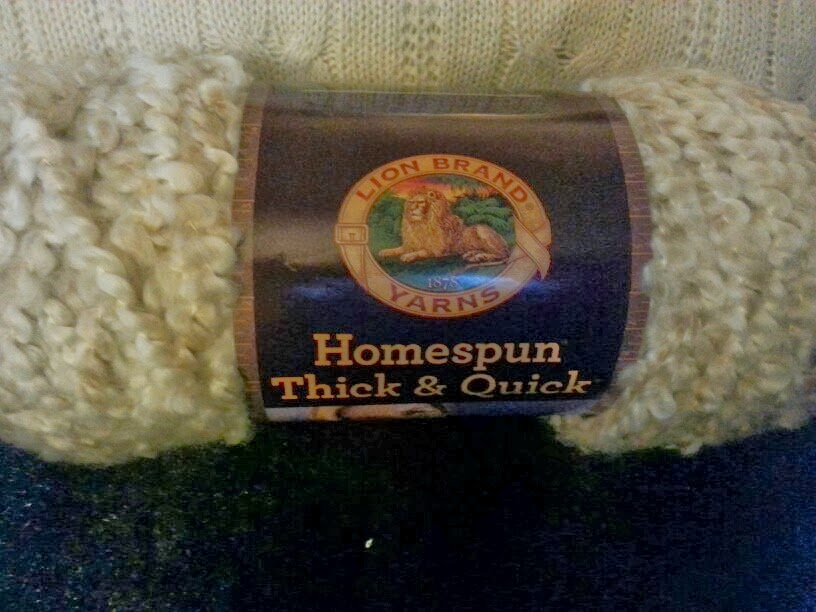 LION BRAND
1878
YARNS
Homespun
Thick & Quick